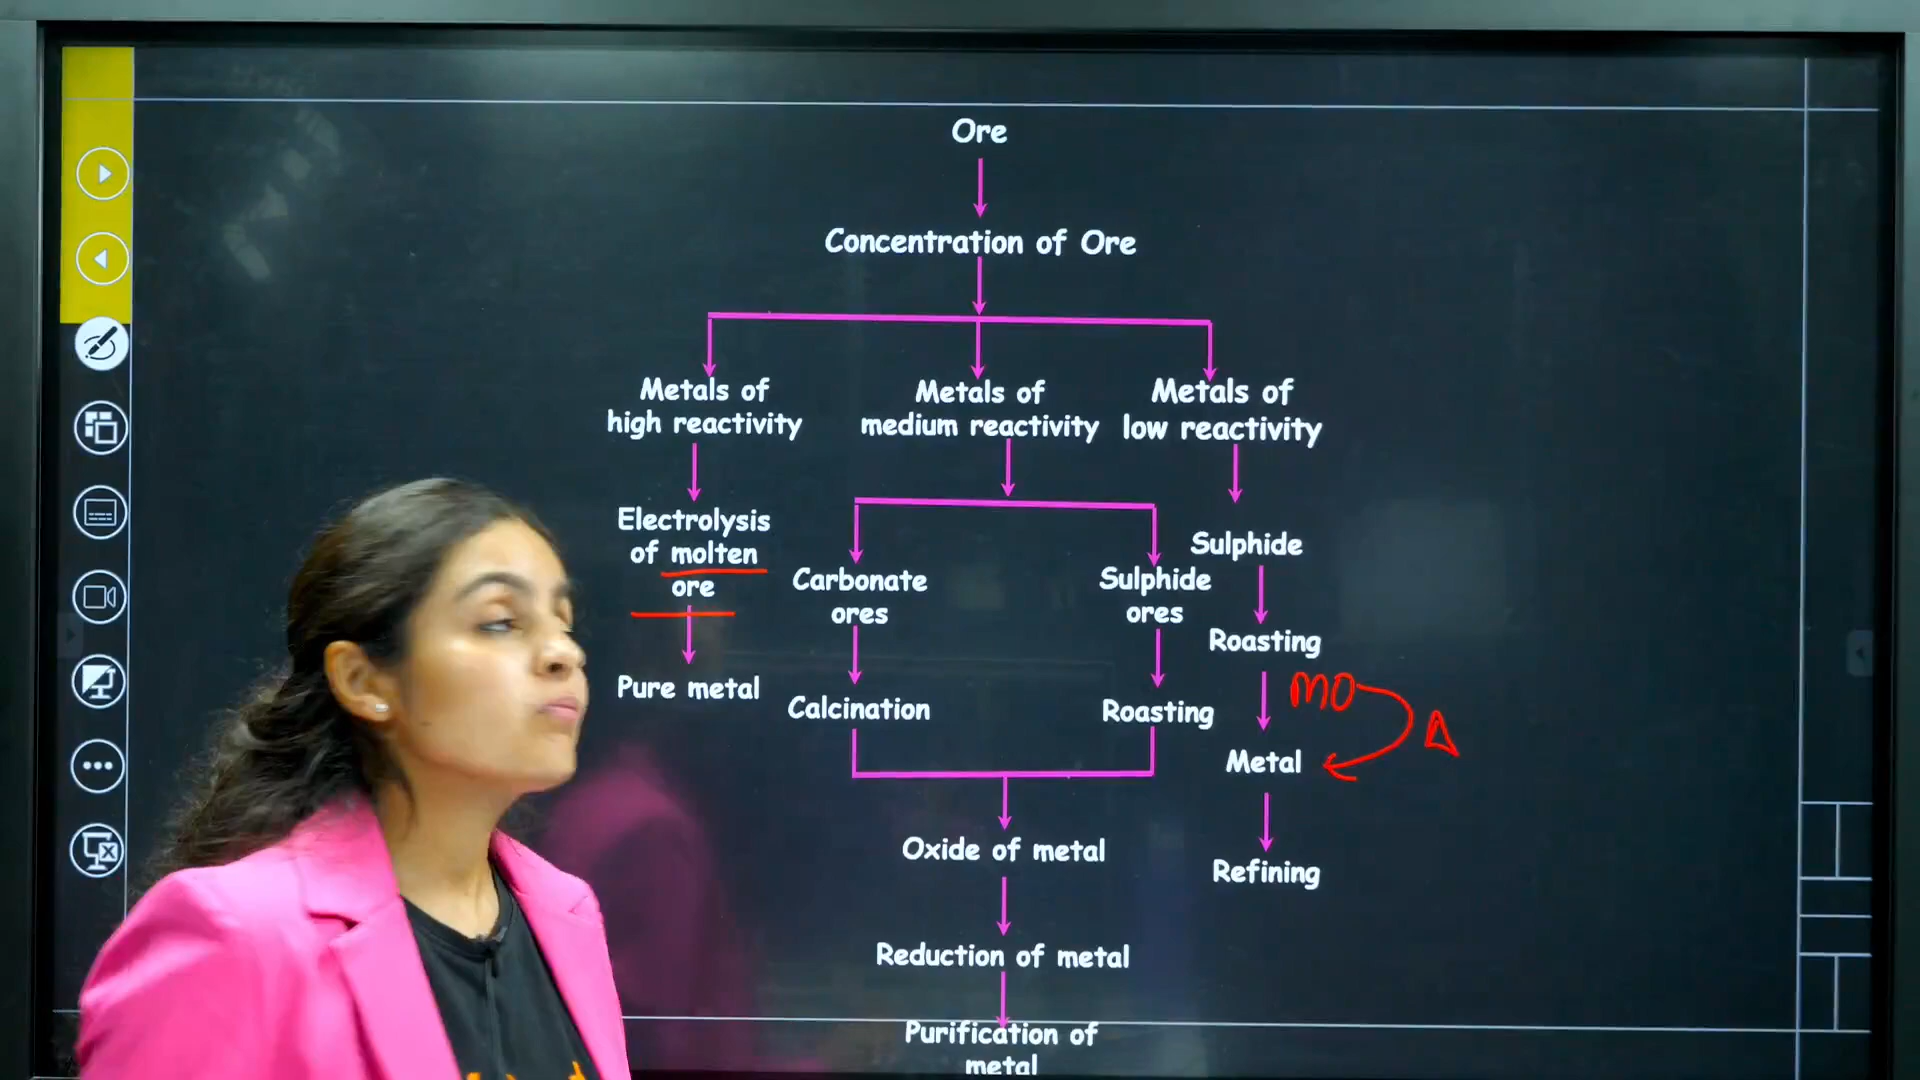 Ore
Concentration of Ore
Metals of
high reactivity
Metals of
medium reactivity
Metals of
low reactivity
Electrolysis
of molten
ore
Pure metal
Carbonate
ores
Calcination
Sulphide
ores
Roasting
Sulphide
Roasting
MO
Δ
Metal
Refining
Oxide of metal
Reduction of metal
Purification of
metal